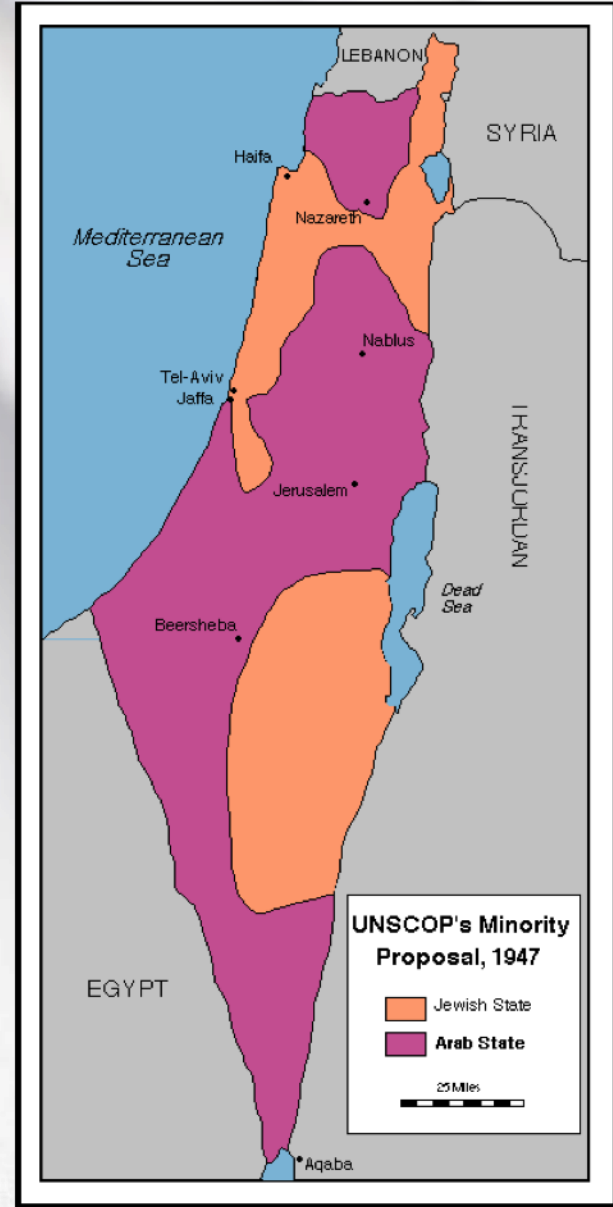 LEBANON
SYRIA
Haifa
Nazareth
Mediterranean
Sea
Nablus
Tel-Aviv
Jaffa
TRANSJORDAN
Jerusalem
Dead
Sea
Beersheba
EGYPT
UNSCOP's Minority
Proposal, 1947
Jewish State
Arab State
25 Miles
Aqaba